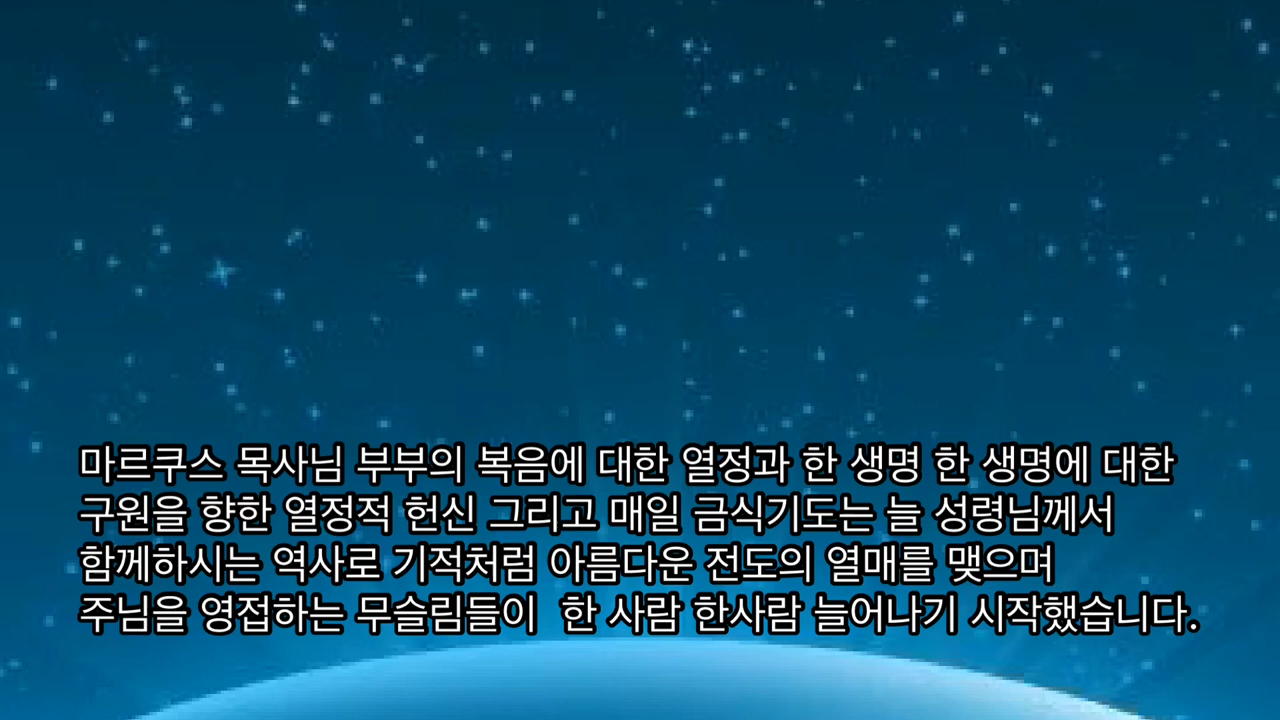 마르쿠스 목사님 부부의 복음에 대한 열정과 한 생명 한 생명에 대한
구원을 향한 열정적 헌신 그리고 매일 금식기도는 늘 성령님께서
함께하시는 역사로 기적처럼 아름다운 전도의 열매를 맺으며
주님을 영접하는 무슬림들이 한 사람 한사람 늘어나기 시작했습니다.